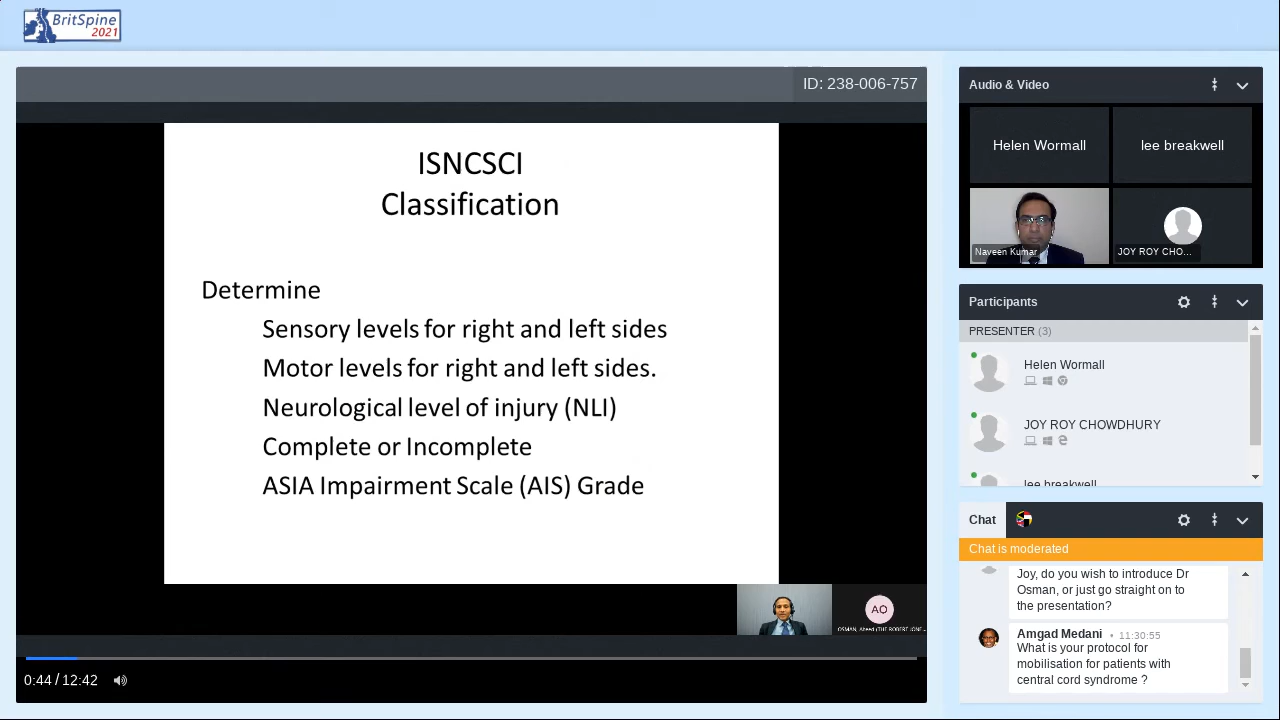 BritSpine
2021
ID: 238-006-757
ISNCSCI
Classification
Determine
Sensory levels for right and left sides
Motor levels for right and left sides.
Neurological level of injury (NLI)
Complete or Incomplete
ASIA Impairment Scale (AIS) Grade
AO
OSMAN, Aheed (THE ROBERT JONE...
0:44 / 12:42
Audio & Video
Helen Wormall
lee breakwell
Naveen Kumar
JOY ROY CHO...
Participants
PRESENTER (3)
Helen Wormall
JOY ROY CHOWDHURY
lee breakwell
Chat
Chat is moderated
Joy, do you wish to introduce Dr
Osman, or just go straight on to
the presentation?
Amgad Medani • 11:30:55
What is your protocol for
mobilisation for patients with
central cord syndrome ?